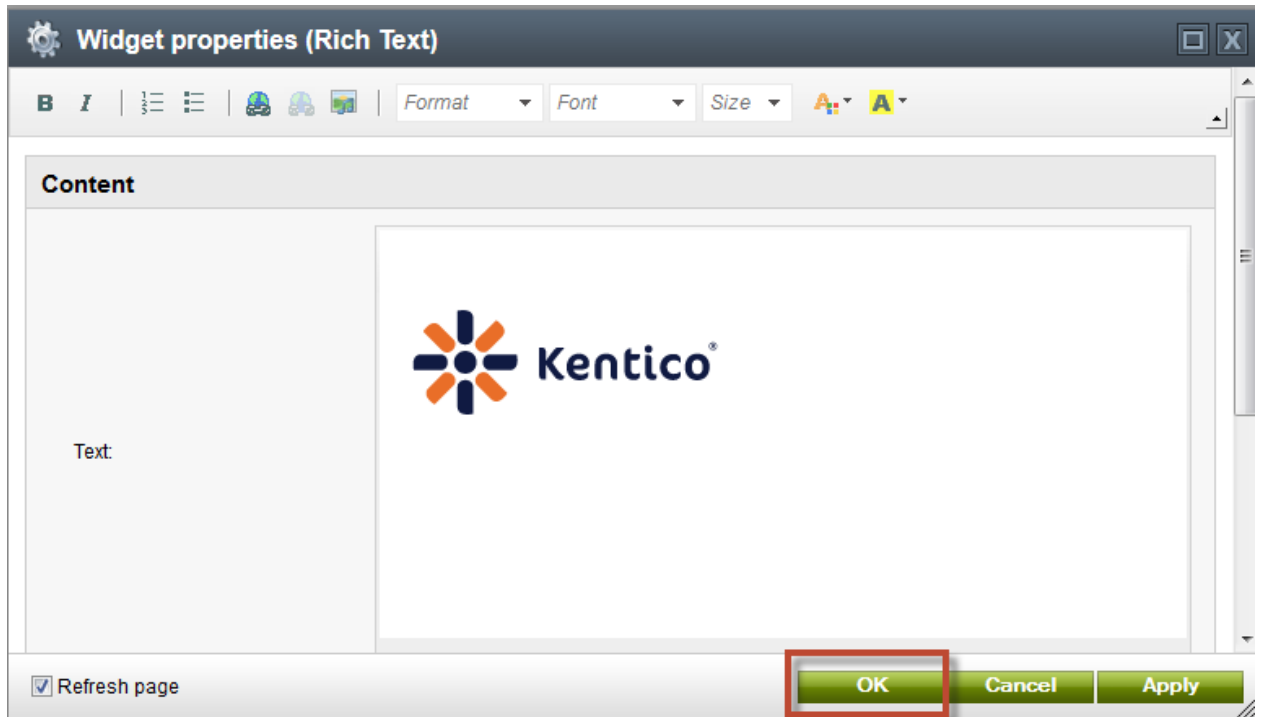 Widget properties (Rich Text)
X
B I Format Font Size A A
Content
Kentico®
Text:
Refresh page OK Cancel Apply